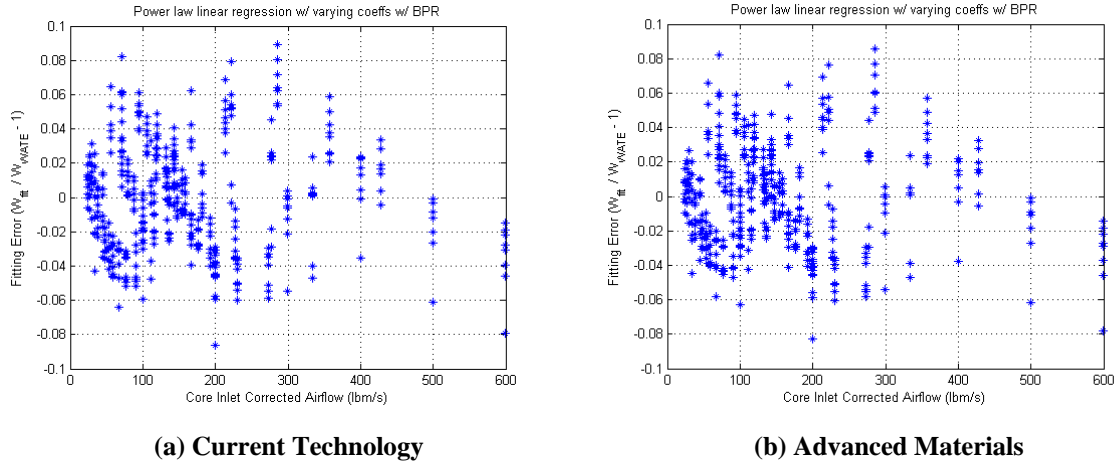 Power law linear regression w/ varying coeffs w/ BPR
0.1
0.08
0.06
0.04
0.02
0
-0.02
-0.04
-0.06
-0.08
-0.1
Fitting Error (W_fit / W_WATE - 1)
0 100 200 300 400 500 600
Core Inlet Corrected Airflow (lbm/s)
(a) Current Technology
Power law linear regression w/ varying coeffs w/ BPR
0.1
0.08
0.06
0.04
0.02
0
-0.02
-0.04
-0.06
-0.08
-0.1
Fitting Error (W_fit / W_WATE - 1)
0 100 200 300 400 500 600
Core Inlet Corrected Airflow (lbm/s)
(b) Advanced Materials